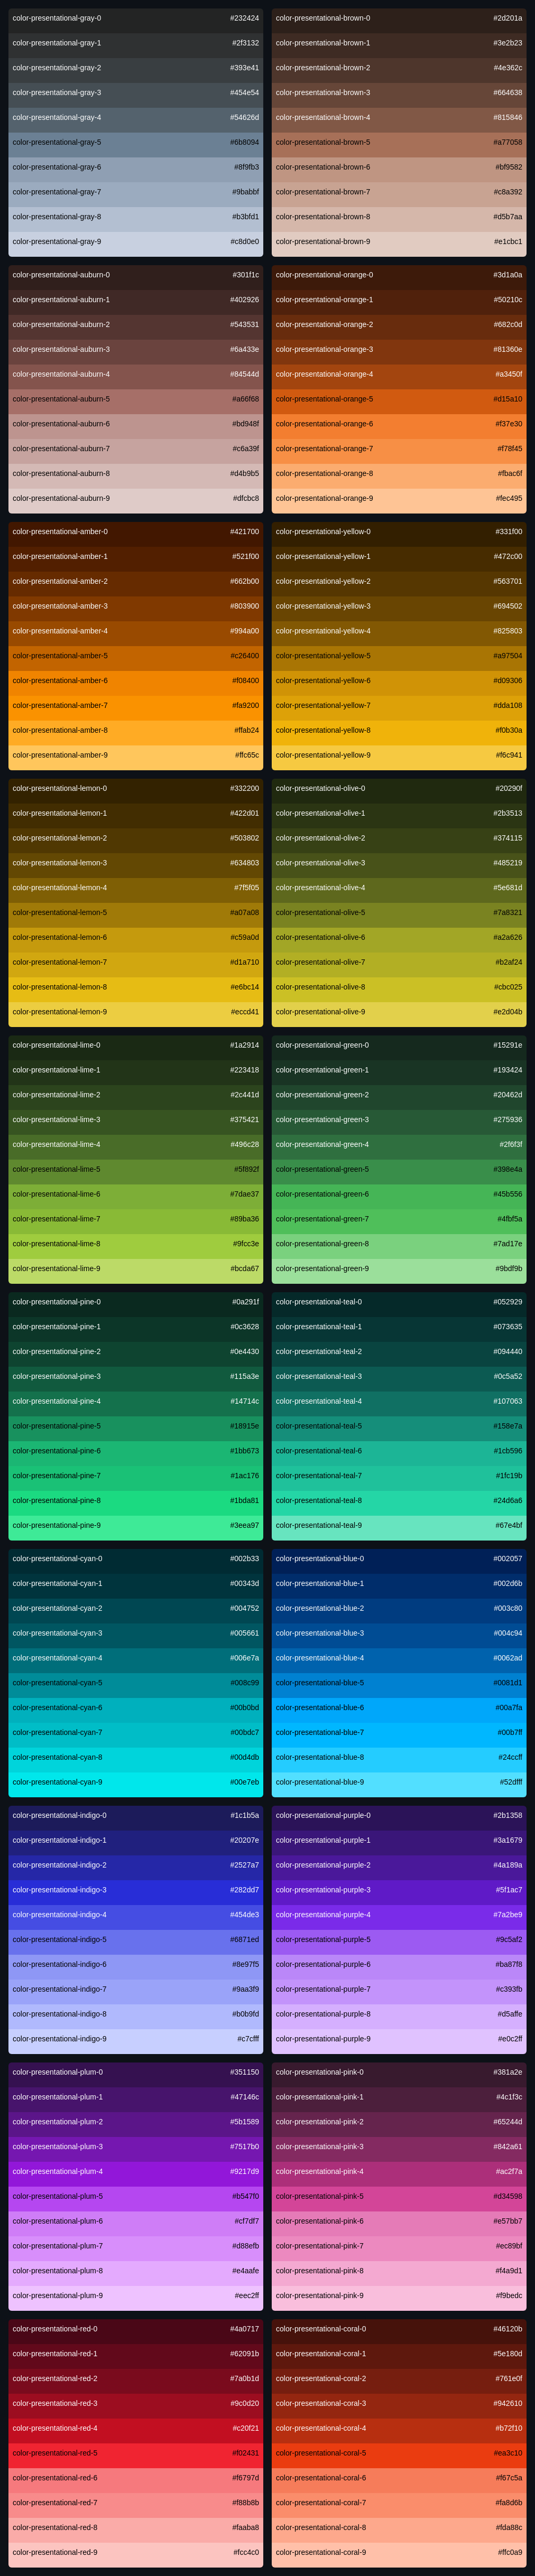 color-presentational-gray-0 #232424
color-presentational-gray-1 #2f3132
color-presentational-gray-2 #393e41
color-presentational-gray-3 #454e54
color-presentational-gray-4 #54626d
color-presentational-gray-5 #6b8094
color-presentational-gray-6 #8f9fb3
color-presentational-gray-7 #9babbf
color-presentational-gray-8 #b3bfd1
color-presentational-gray-9 #c8d0e0
color-presentational-brown-0 #2d201a
color-presentational-brown-1 #3e2b23
color-presentational-brown-2 #4e362c
color-presentational-brown-3 #664638
color-presentational-brown-4 #815846
color-presentational-brown-5 #a77058
color-presentational-brown-6 #bf9582
color-presentational-brown-7 #c8a392
color-presentational-brown-8 #d5b7aa
color-presentational-brown-9 #e1cbc1
color-presentational-auburn-0 #301f1c
color-presentational-auburn-1 #402926
color-presentational-auburn-2 #543531
color-presentational-auburn-3 #6a433e
color-presentational-auburn-4 #84544d
color-presentational-auburn-5 #a66f68
color-presentational-auburn-6 #bd948f
color-presentational-auburn-7 #c6a39f
color-presentational-auburn-8 #d4b9b5
color-presentational-auburn-9 #dfcbc8
color-presentational-orange-0 #3d1a0a
color-presentational-orange-1 #50210c
color-presentational-orange-2 #682c0d
color-presentational-orange-3 #81360e
color-presentational-orange-4 #a3450f
color-presentational-orange-5 #d15a10
color-presentational-orange-6 #f37e30
color-presentational-orange-7 #f78f45
color-presentational-orange-8 #fbac6f
color-presentational-orange-9 #fec495
color-presentational-amber-0 #421700
color-presentational-amber-1 #521f00
color-presentational-amber-2 #662b00
color-presentational-amber-3 #803900
color-presentational-amber-4 #994a00
color-presentational-amber-5 #c26400
color-presentational-amber-6 #f08400
color-presentational-amber-7 #fa9200
color-presentational-amber-8 #ffab24
color-presentational-amber-9 #ffc65c
color-presentational-yellow-0 #331f00
color-presentational-yellow-1 #472c00
color-presentational-yellow-2 #563701
color-presentational-yellow-3 #694502
color-presentational-yellow-4 #825803
color-presentational-yellow-5 #a97504
color-presentational-yellow-6 #d09306
color-presentational-yellow-7 #dda108
color-presentational-yellow-8 #f0b30a
color-presentational-yellow-9 #f6c941
color-presentational-lemon-0 #332200
color-presentational-lemon-1 #422d01
color-presentational-lemon-2 #503802
color-presentational-lemon-3 #634803
color-presentational-lemon-4 #7f5f05
color-presentational-lemon-5 #a07a08
color-presentational-lemon-6 #c59a0d
color-presentational-lemon-7 #d1a710
color-presentational-lemon-8 #e6bc14
color-presentational-lemon-9 #eccd41
color-presentational-olive-0 #20290f
color-presentational-olive-1 #2b3513
color-presentational-olive-2 #374115
color-presentational-olive-3 #485219
color-presentational-olive-4 #5e681d
color-presentational-olive-5 #7a8321
color-presentational-olive-6 #a2a626
color-presentational-olive-7 #b2af24
color-presentational-olive-8 #cbc025
color-presentational-olive-9 #e2d04b
color-presentational-lime-0 #1a2914
color-presentational-lime-1 #223418
color-presentational-lime-2 #2c441d
color-presentational-lime-3 #375421
color-presentational-lime-4 #496c28
color-presentational-lime-5 #5f892f
color-presentational-lime-6 #7dae37
color-presentational-lime-7 #89ba36
color-presentational-lime-8 #9fcc3e
color-presentational-lime-9 #bcda67
color-presentational-green-0 #15291e
color-presentational-green-1 #193424
color-presentational-green-2 #20462d
color-presentational-green-3 #275936
color-presentational-green-4 #2f6f3f
color-presentational-green-5 #398e4a
color-presentational-green-6 #45b556
color-presentational-green-7 #4fbf5a
color-presentational-green-8 #7ad17e
color-presentational-green-9 #9bdf9b
color-presentational-pine-0 #0a291f
color-presentational-pine-1 #0c3628
color-presentational-pine-2 #0e4430
color-presentational-pine-3 #115a3e
color-presentational-pine-4 #14714c
color-presentational-pine-5 #18915e
color-presentational-pine-6 #1bb673
color-presentational-pine-7 #1ac176
color-presentational-pine-8 #1bda81
color-presentational-pine-9 #3eea97
color-presentational-teal-0 #052929
color-presentational-teal-1 #073635
color-presentational-teal-2 #094440
color-presentational-teal-3 #0c5a52
color-presentational-teal-4 #107063
color-presentational-teal-5 #158e7a
color-presentational-teal-6 #1cb596
color-presentational-teal-7 #1fc19b
color-presentational-teal-8 #24d6a6
color-presentational-teal-9 #67e4bf
color-presentational-cyan-0 #002b33
color-presentational-cyan-1 #00343d
color-presentational-cyan-2 #004752
color-presentational-cyan-3 #005661
color-presentational-cyan-4 #006e7a
color-presentational-cyan-5 #008c99
color-presentational-cyan-6 #00b0bd
color-presentational-cyan-7 #00bdc7
color-presentational-cyan-8 #00d4db
color-presentational-cyan-9 #00e7eb
color-presentational-blue-0 #002057
color-presentational-blue-1 #002d6b
color-presentational-blue-2 #003c80
color-presentational-blue-3 #004c94
color-presentational-blue-4 #0062ad
color-presentational-blue-5 #0081d1
color-presentational-blue-6 #00a7fa
color-presentational-blue-7 #00b7ff
color-presentational-blue-8 #24ccff
color-presentational-blue-9 #52dfff
color-presentational-indigo-0 #1c1b5a
color-presentational-indigo-1 #20207e
color-presentational-indigo-2 #2527a7
color-presentational-indigo-3 #282dd7
color-presentational-indigo-4 #454de3
color-presentational-indigo-5 #6871ed
color-presentational-indigo-6 #8e97f5
color-presentational-indigo-7 #9aa3f9
color-presentational-indigo-8 #b0b9fd
color-presentational-indigo-9 #c7cfff
color-presentational-purple-0 #2b1358
color-presentational-purple-1 #3a1679
color-presentational-purple-2 #4a189a
color-presentational-purple-3 #5f1ac7
color-presentational-purple-4 #7a2be9
color-presentational-purple-5 #9c5af2
color-presentational-purple-6 #ba87f8
color-presentational-purple-7 #c393fb
color-presentational-purple-8 #d5affe
color-presentational-purple-9 #e0c2ff
color-presentational-plum-0 #351150
color-presentational-plum-1 #47146c
color-presentational-plum-2 #5b1589
color-presentational-plum-3 #7517b0
color-presentational-plum-4 #9217d9
color-presentational-plum-5 #b547f0
color-presentational-plum-6 #cf7df7
color-presentational-plum-7 #d88efb
color-presentational-plum-8 #e4aafe
color-presentational-plum-9 #eec2ff
color-presentational-pink-0 #381a2e
color-presentational-pink-1 #4c1f3c
color-presentational-pink-2 #65244d
color-presentational-pink-3 #842a61
color-presentational-pink-4 #ac2f7a
color-presentational-pink-5 #d34598
color-presentational-pink-6 #e57bb7
color-presentational-pink-7 #ec89bf
color-presentational-pink-8 #f4a9d1
color-presentational-pink-9 #f9bedc
color-presentational-red-0 #4a0717
color-presentational-red-1 #62091b
color-presentational-red-2 #7a0b1d
color-presentational-red-3 #9c0d20
color-presentational-red-4 #c20f21
color-presentational-red-5 #f02431
color-presentational-red-6 #f6797d
color-presentational-red-7 #f88b8b
color-presentational-red-8 #faaba8
color-presentational-red-9 #fcc4c0
color-presentational-coral-0 #46120b
color-presentational-coral-1 #5e180d
color-presentational-coral-2 #761e0f
color-presentational-coral-3 #942610
color-presentational-coral-4 #b72f10
color-presentational-coral-5 #ea3c10
color-presentational-coral-6 #f67c5a
color-presentational-coral-7 #fa8d6b
color-presentational-coral-8 #fda88c
color-presentational-coral-9 #ffc0a9